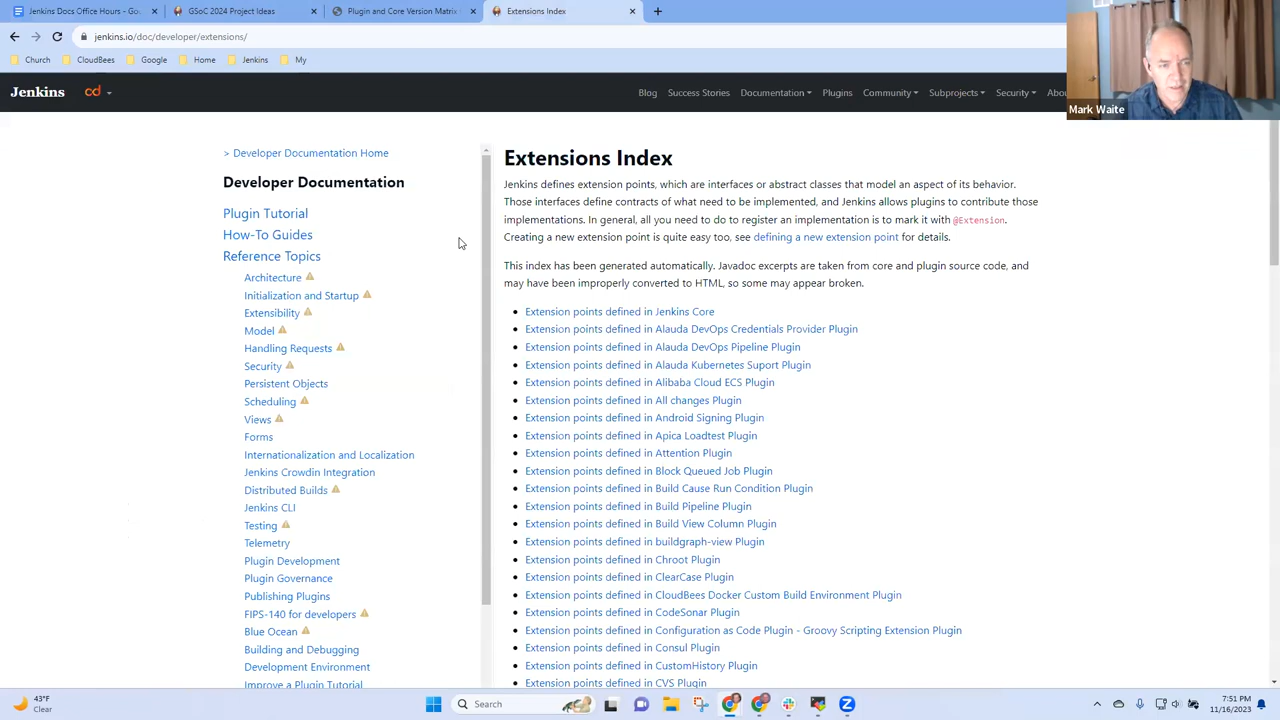 Jenkins Docs Office Hours - Go
GSoC 2024 Project Ideas
Plugin and Core Version Matrix
Extensions Index
jenkins.io/doc/developer/extensions/
Church
CloudBees
Google
Home
Jenkins
My
Jenkins
cd
Blog
Success Stories
Documentation
Plugins
Community
Subprojects
Security
Abou
Mark Waite
> Developer Documentation Home
Developer Documentation
Plugin Tutorial
How-To Guides
Reference Topics
Architecture
Initialization and Startup
Extensibility
Model
Handling Requests
Security
Persistent Objects
Scheduling
Views
Forms
Internationalization and Localization
Jenkins Crowdin Integration
Distributed Builds
Jenkins CLI
Testing
Telemetry
Plugin Development
Plugin Governance
Publishing Plugins
FIPS-140 for developers
Blue Ocean
Building and Debugging
Development Environment
Improve a Plugin Tutorial
Extensions Index
Jenkins defines extension points, which are interfaces or abstract classes that model an aspect of its behavior.
Those interfaces define contracts of what need to be implemented, and Jenkins allows plugins to contribute those
implementations. In general, all you need to do to register an implementation is to mark it with @Extension.
Creating a new extension point is quite easy too, see defining a new extension point for details.
This index has been generated automatically. Javadoc excerpts are taken from core and plugin source code, and
may have been improperly converted to HTML, so some may appear broken.
Extension points defined in Jenkins Core
Extension points defined in Alauda DevOps Credentials Provider Plugin
Extension points defined in Alauda DevOps Pipeline Plugin
Extension points defined in Alauda Kubernetes Suport Plugin
Extension points defined in Alibaba Cloud ECS Plugin
Extension points defined in All changes Plugin
Extension points defined in Android Signing Plugin
Extension points defined in Apica Loadtest Plugin
Extension points defined in Attention Plugin
Extension points defined in Block Queued Job Plugin
Extension points defined in Build Cause Run Condition Plugin
Extension points defined in Build Pipeline Plugin
Extension points defined in Build View Column Plugin
Extension points defined in buildgraph-view Plugin
Extension points defined in Chroot Plugin
Extension points defined in ClearCase Plugin
Extension points defined in CloudBees Docker Custom Build Environment Plugin
Extension points defined in CodeSonar Plugin
Extension points defined in Configuration as Code Plugin - Groovy Scripting Extension Plugin
Extension points defined in Consul Plugin
Extension points defined in CustomHistory Plugin
Extension points defined in CVS Plugin
43°F
Clear
Search
7:51 PM
11/16/2023